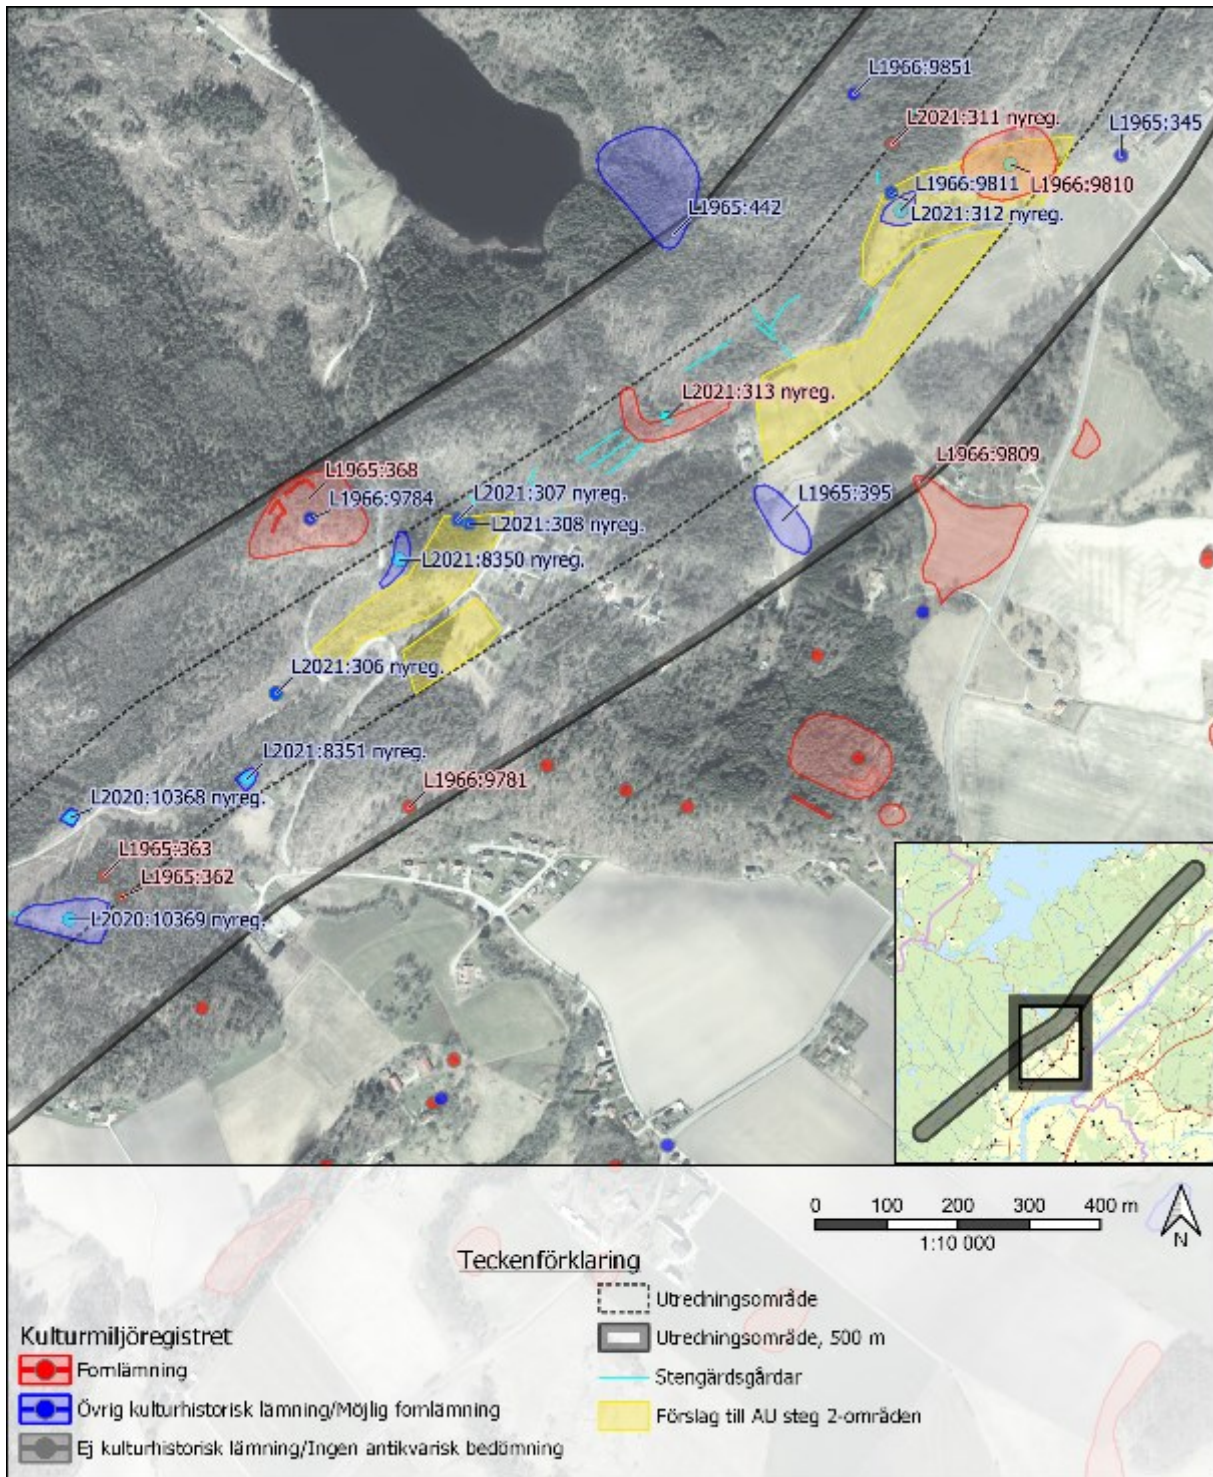 L1966:9851
L2021:311 nyreg.
L1965:345
L1966:9811
L1966:9810
L2021:312 nyreg.
L1965:442
L2021:313 nyreg.
L1966:9809
L1965:368
L1966:9784
L2021:307 nyreg.
L1965:395
L2021:308 nyreg.
L2021:8350 nyreg.
L2021:306 nyreg.
L2021:8351 nyreg.
L1966:9781
L2020:10368 nyreg.
L1965:363
L1965:362
L2020:10369 nyreg.
0 100 200 300 400 m
1:10 000
N
Teckenförklaring
Kulturmiljöregistret
Fornlämning
Övrig kulturhistorisk lämning/Möjlig fornlämning
Ej kulturhistorisk lämning/Ingen antikvarisk bedömning
Utredningsområde
Utredningsområde, 500 m
Stengärdsgårdar
Förslag till AU steg 2-områden